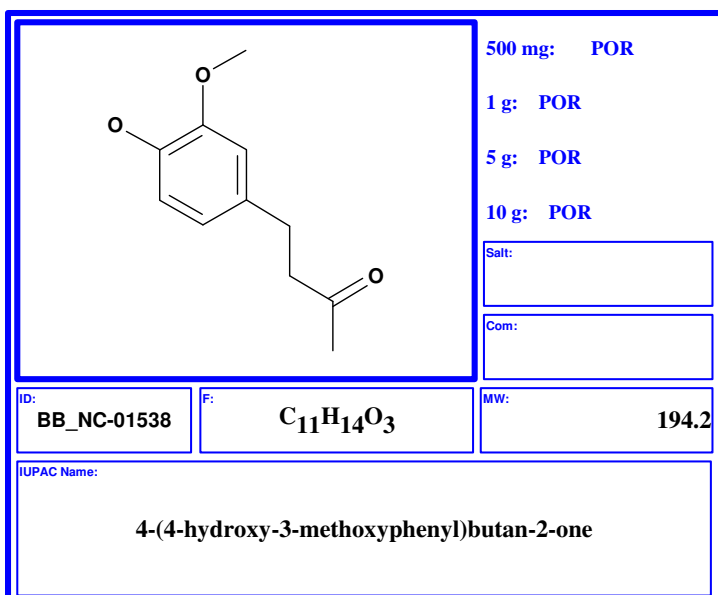 O
O
O
500 mg: POR
1 g: POR
5 g: POR
10 g: POR
Salt:
Com:
ID:
BB_NC-01538
F:
C11H14O3
MW:
194.2
IUPAC Name:
4-(4-hydroxy-3-methoxyphenyl)butan-2-one